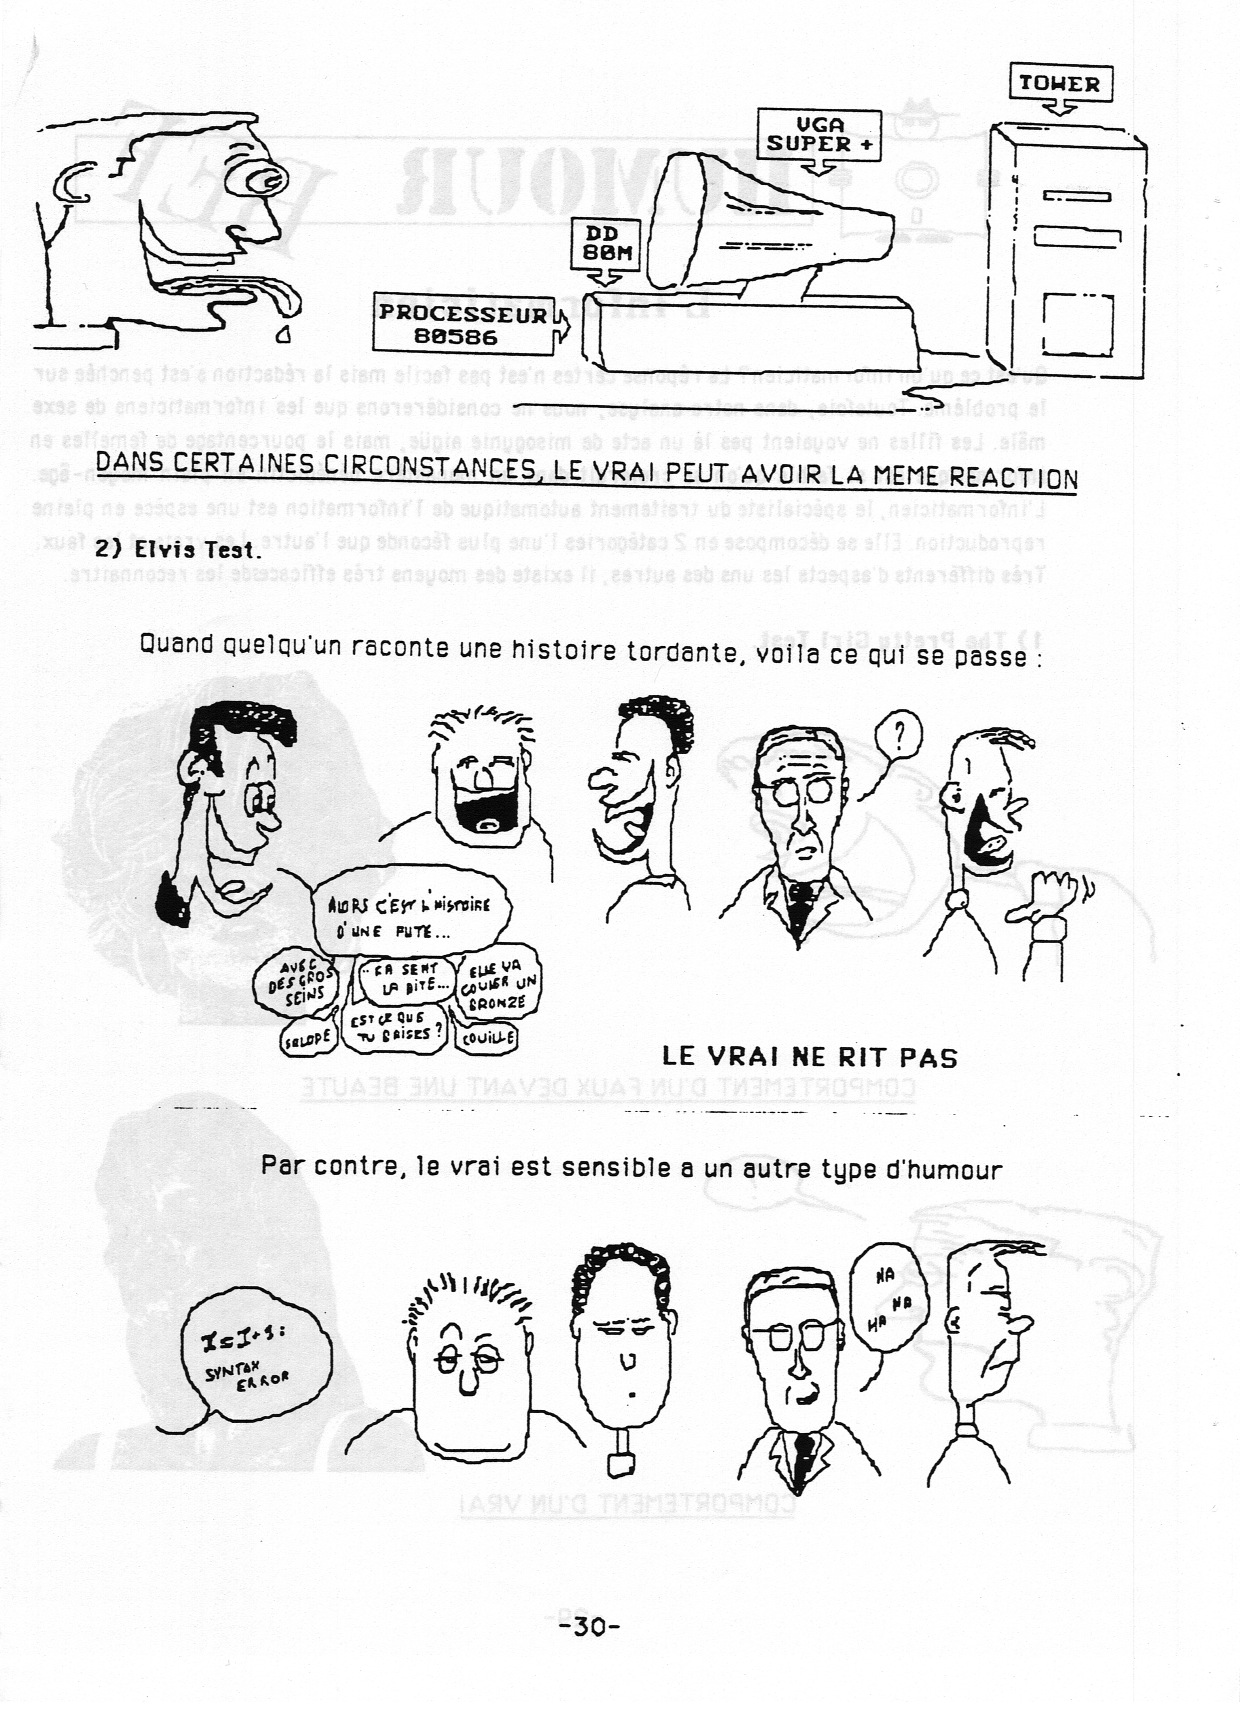 TOWER
VGA
SUPER +
DD
80M
PROCESSEUR
80586
DANS CERTAINES CIRCONSTANCES, LE VRAI PEUT AVOIR LA MEME REACTION
2) Elvis Test.
Quand quelqu'un raconte une histoire tordante, voila ce qui se passe :
?
ALORS C'EST L'HISTOIRE
D'UNE PUTE...
AVEC
DES GROS
SEINS
.. CA SENT
LA BITE...
ELLE VA
COULER UN
BRONZE
SALOPE
EST CE QUE
TU BAISES ?
COUILLE
LE VRAI NE RIT PAS
Par contre, le vrai est sensible a un autre type d'humour
SYNTAX
ERROR
HA
HA
HA
-30-